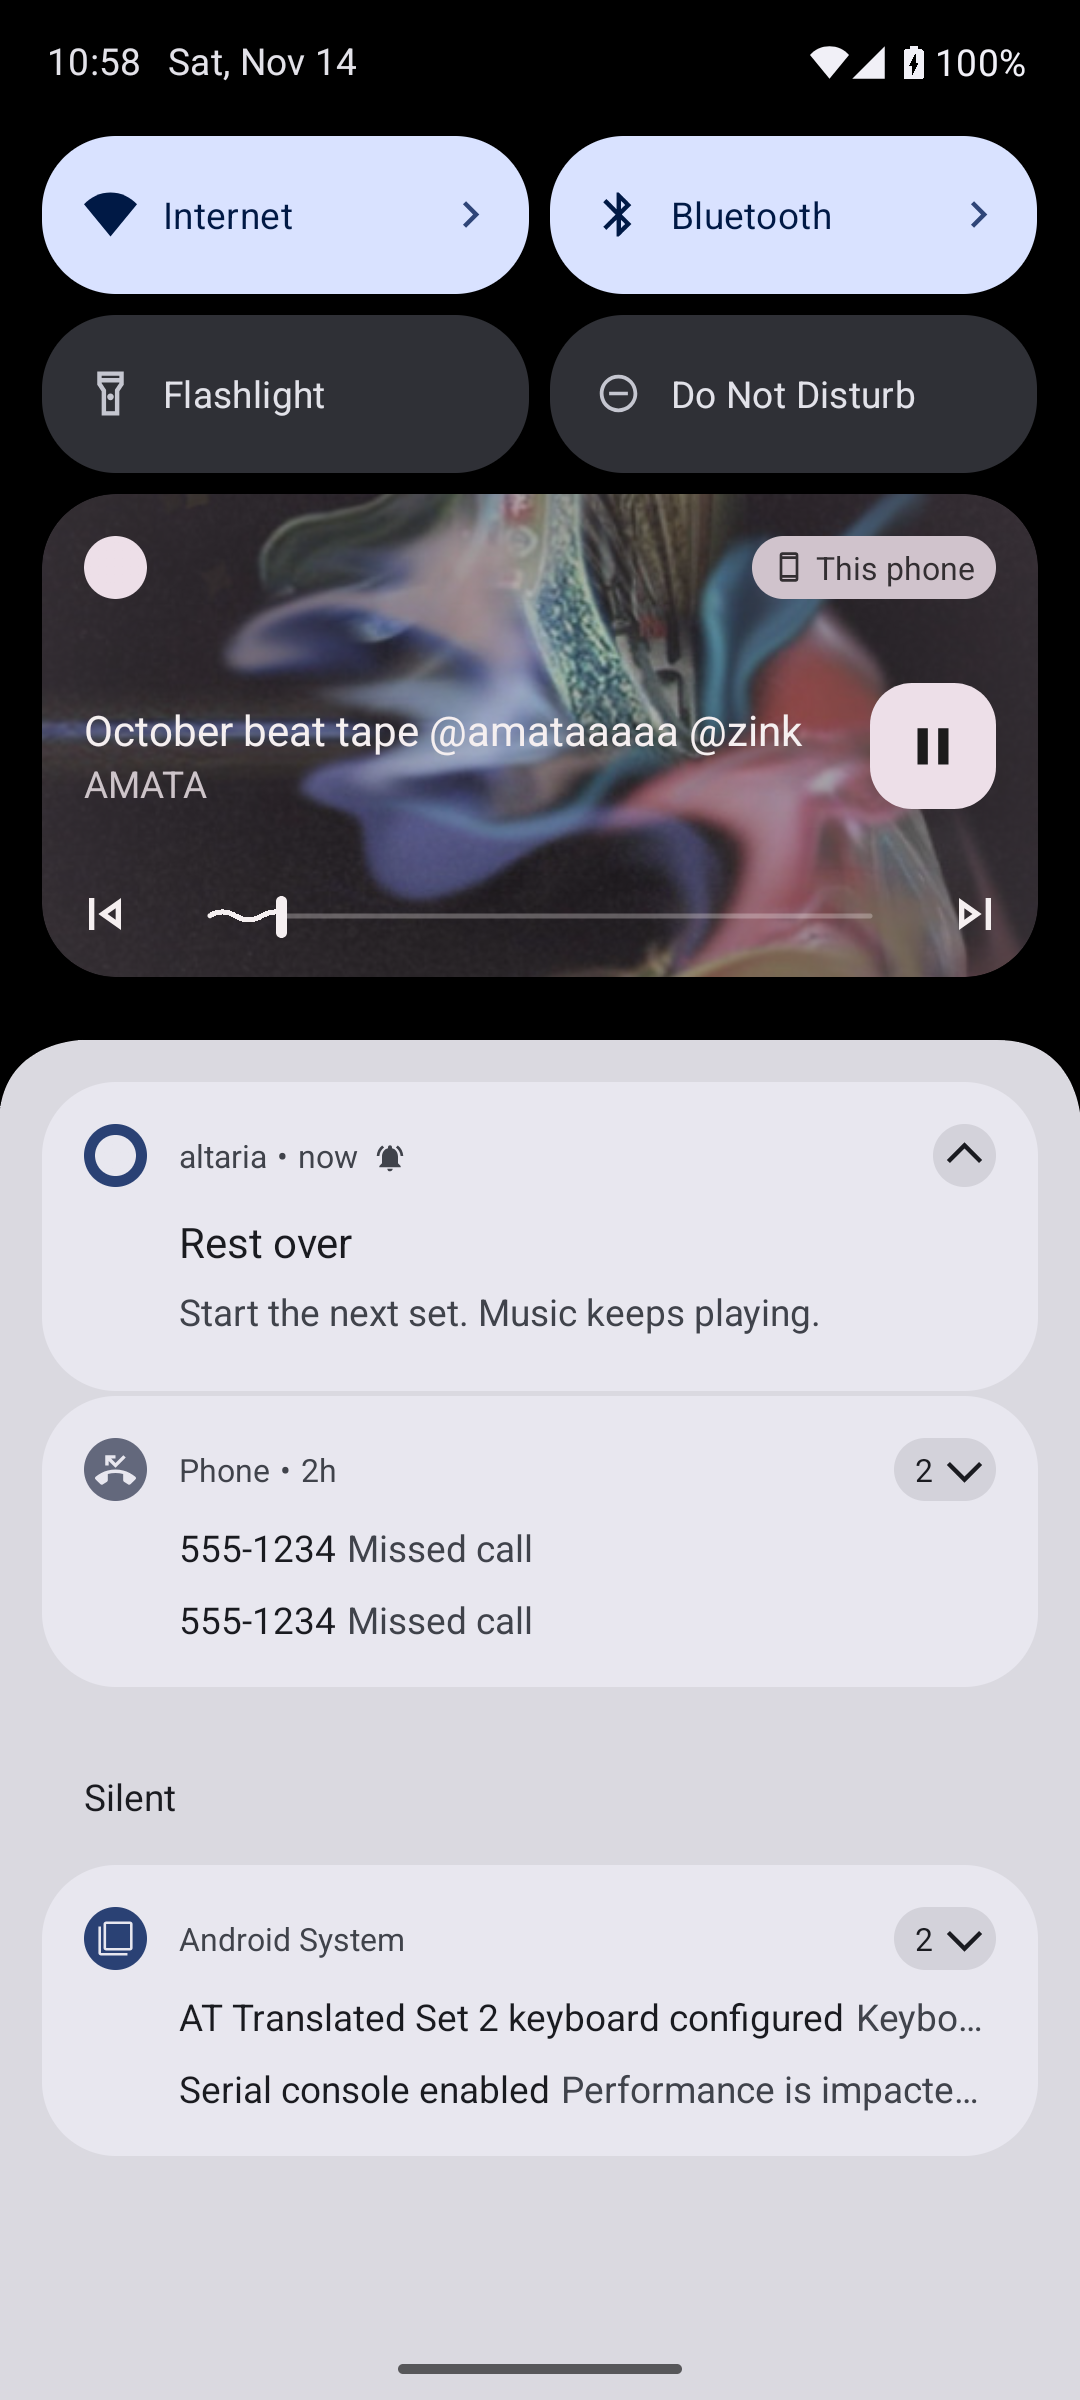 10:58 Sat, Nov 14 100%
Internet
Bluetooth
Flashlight
Do Not Disturb
This phone
October beat tape @amataaaaa @zink
AMATA
altaria • now
Rest over
Start the next set. Music keeps playing.
Phone • 2h 2
555-1234 Missed call
555-1234 Missed call
Silent
Android System 2
AT Translated Set 2 keyboard configured Keybo…
Serial console enabled Performance is impacte…